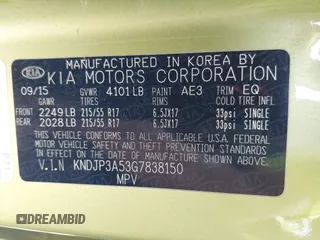 MANUFACTURED IN KOREA BY
KIA KIA MOTORS CORPORATION
09/15 GVWR 4101LB PAINT AE3 TRIM EQ
TIRES RIMS COLD
FRONT 2249LB 215/55 R17 6.5JX17 33psi SINGLE
REAR 2028LB 215/55 R17 6.5JX17 33psi SINGLE
THIS VEHICLE CONFORMS TO ALL APPLICABLE U.S.A FEDERAL
MOTOR VEHICLE SAFETY, BUMPER, AND THEFT PREVENTION STANDARDS
IN EFFECT ON THE DATE OF MANUFACTURE SHOWN ABOVE.
V.I.N KNDJP3A53G7838150
MPV
DREAMBID.COM